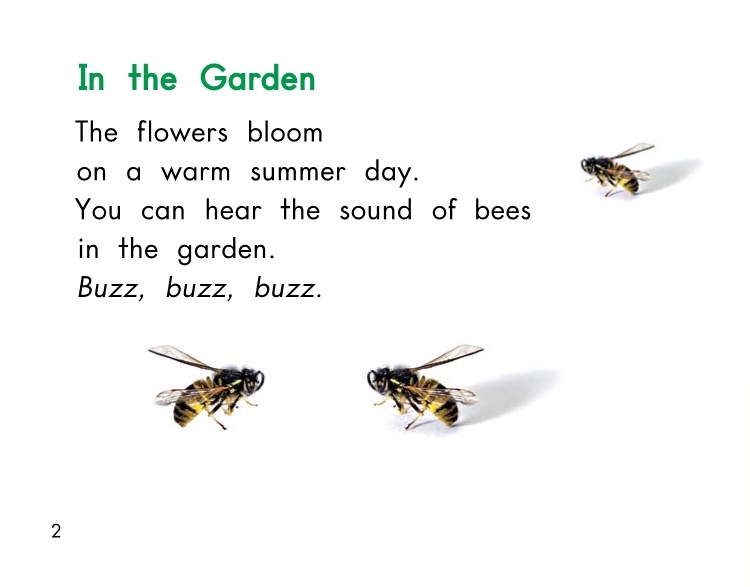 In the Garden
The flowers bloom
on a warm summer day.
You can hear the sound of bees
in the garden.
Buzz, buzz, buzz.
2